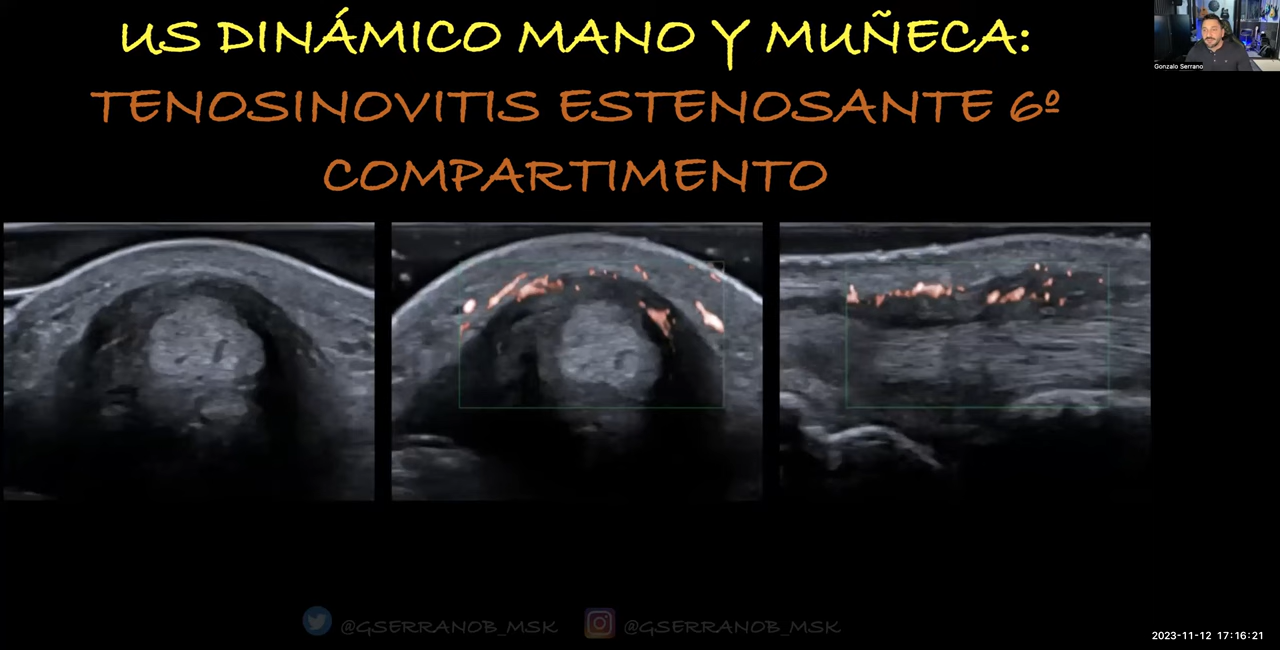 US DINÁMICO MANO Y MUÑECA:
TENOSINOVITIS ESTENOSANTE 6º
COMPARTIMENTO
Gonzalo Serrano
@GSERRANOB_MSK
@GSERRANOB_MSK
2023-11-12 17:16:21